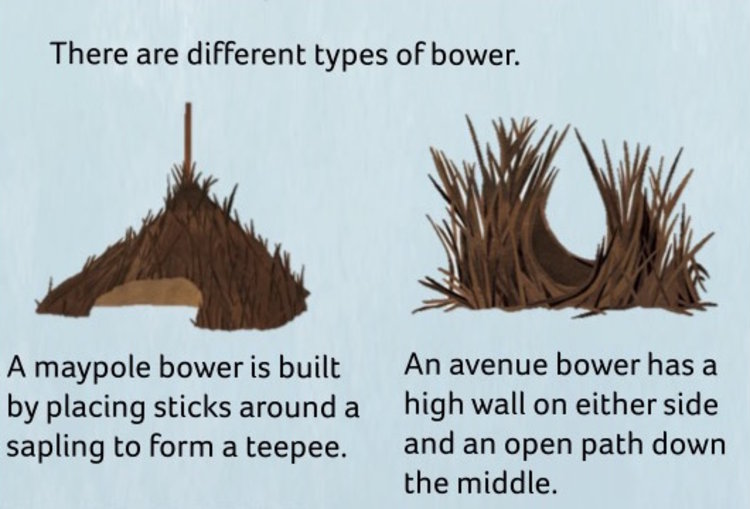 There are different types of bower.
A maypole bower is built
by placing sticks around a
sapling to form a teepee.
An avenue bower has a
high wall on either side
and an open path down
the middle.